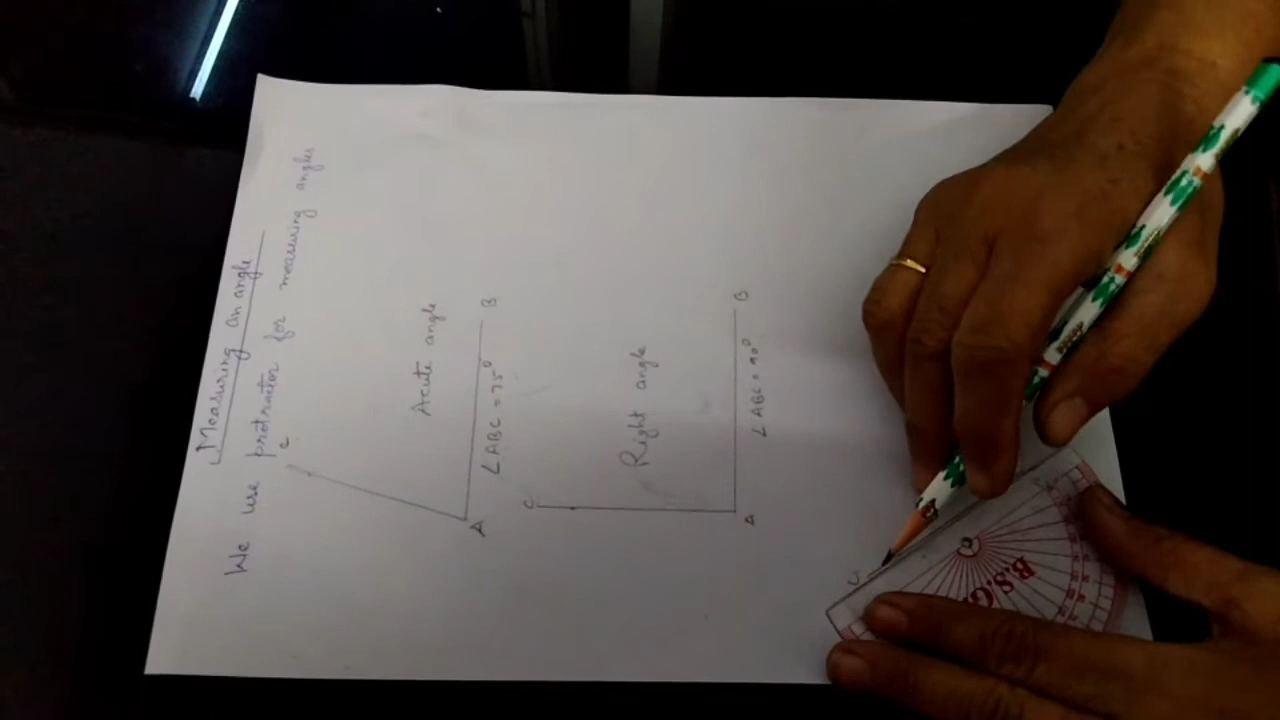 Measuring an angle
We use protractor for measuring angles
C
Acute angle
A
B
∠ABC = 75°
C
Right angle
A
B
∠ABC = 90°
C
B.S.G.